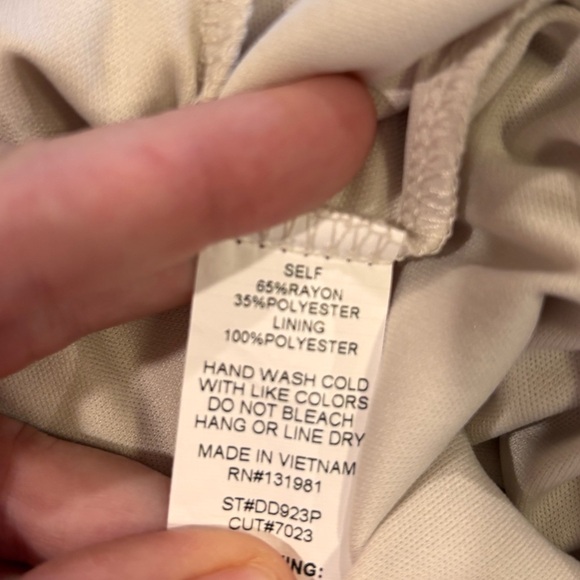 SELF
65%RAYON
35%POLYESTER
LINING
100%POLYESTER
HAND WASH COLD
WITH LIKE COLORS
DO NOT BLEACH
HANG OR LINE DRY
MADE IN VIETNAM
RN#131981
ST#DD923P
CUT#7023